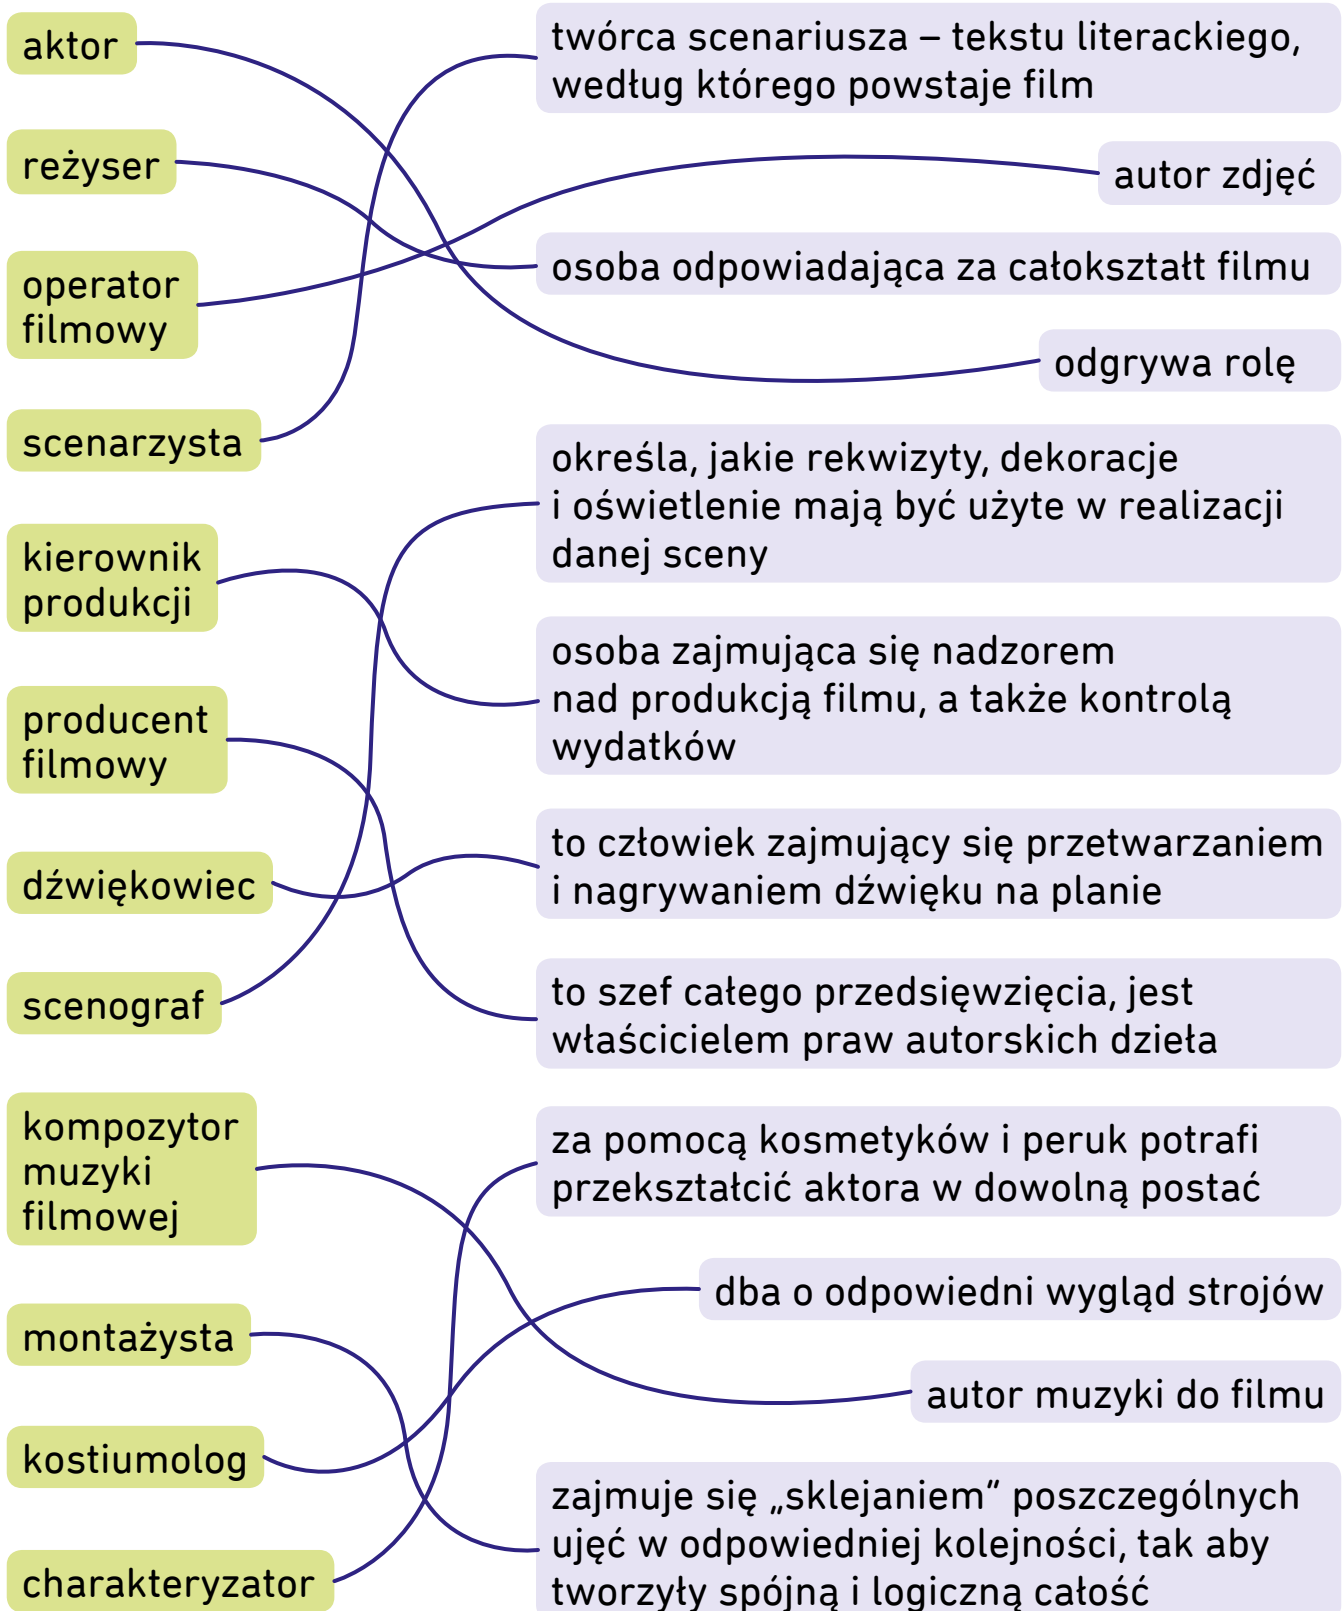 aktor
reżyser
operator
filmowy
scenarzysta
kierownik
produkcji
producent
filmowy
dźwiękowiec
scenograf
kompozytor
muzyki
filmowej
montażysta
kostiumolog
charakteryzator
twórca scenariusza – tekstu literackiego,
według którego powstaje film
autor zdjęć
osoba odpowiadająca za całokształt filmu
odgrywa rolę
określa, jakie rekwizyty, dekoracje
i oświetlenie mają być użyte w realizacji
danej sceny
osoba zajmująca się nadzorem
nad produkcją filmu, a także kontrolą
wydatków
to człowiek zajmujący się przetwarzaniem
i nagrywaniem dźwięku na planie
to szef całego przedsięwzięcia, jest
właścicielem praw autorskich dzieła
za pomocą kosmetyków i peruk potrafi
przekształcić aktora w dowolną postać
dba o odpowiedni wygląd strojów
autor muzyki do filmu
zajmuje się „sklejaniem” poszczególnych
ujęć w odpowiedniej kolejności, tak aby
tworzyły spójną i logiczną całość